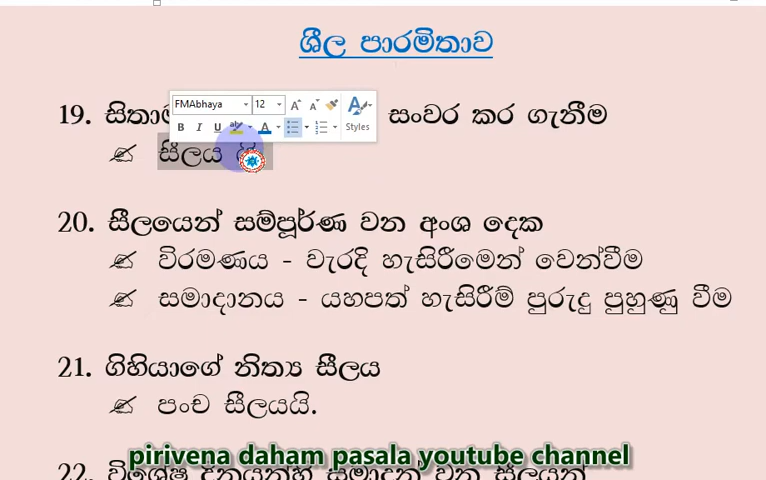 ශීල පාරමිතාව
FMAbhaya 12
19. සංවර කර ගැනීම
B I U A Styles
සීලය
20. සීලයෙන් සම්පූර්ණ වන අංශ දෙක
විරමණය - වැරදි හැසිරීමෙන් වෙන්වීම
සමාදානය - යහපත් හැසිරීම් පුරුදු පුහුණු වීම
21. ගිහියාගේ නිත්‍ය සීලය
පංච සීලයයි.
pirivena daham pasala youtube channel
22.